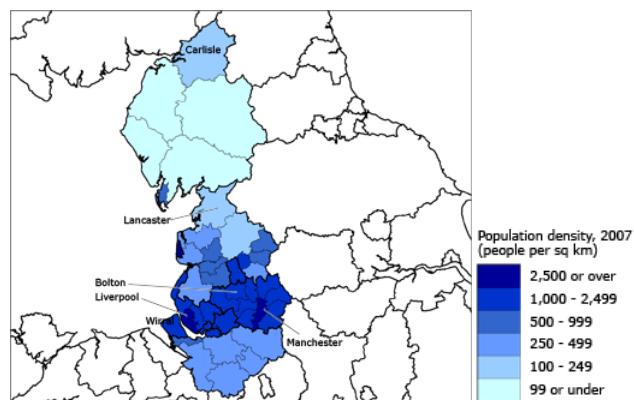 Carlisle
Lancaster
Bolton
Liverpool
Wirral
Manchester
Population density, 2007
(people per sq km)
2,500 or over
1,000 - 2,499
500 - 999
250 - 499
100 - 249
99 or under